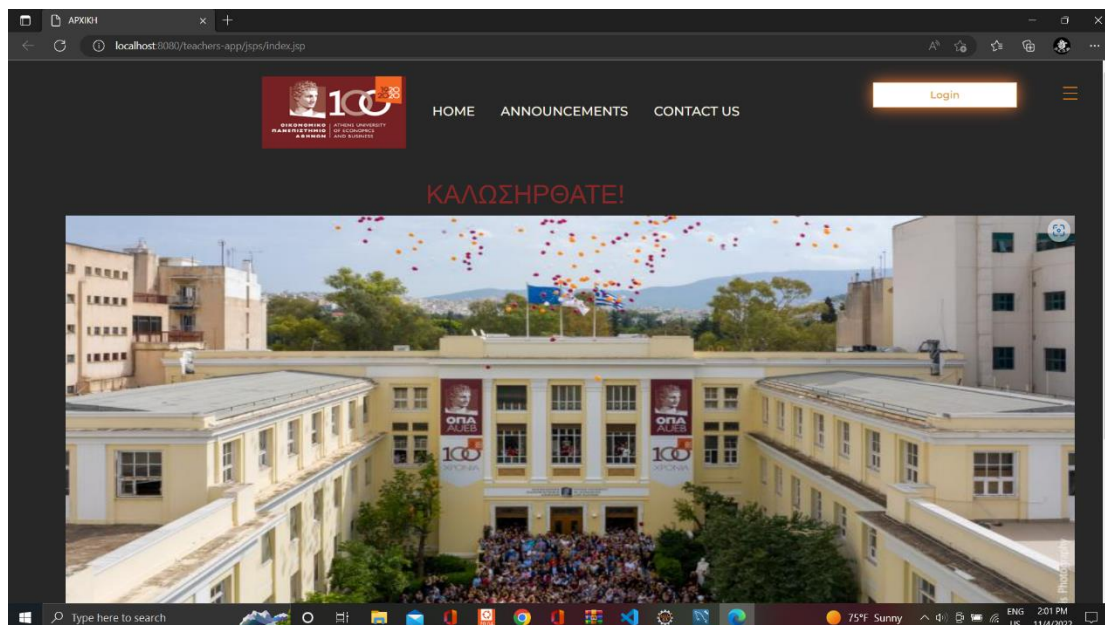 ΑΡΧΙΚΗ
localhost:8080/teachers-app/jsps/index.jsp
100
ΟΙΚΟΝΟΜΙΚΟ
ΠΑΝΕΠΙΣΤΗΜΙΟ
ΑΘΗΝΩΝ
ATHENS UNIVERSITY
OF ECONOMICS
AND BUSINESS
HOME
ANNOUNCEMENTS
CONTACT US
Login
ΚΑΛΩΣΗΡΘΑΤΕ!
ΟΠΑ
AUEB
100
ΧΡΟΝΙΑ
ΟΠΑ
AUEB
100
ΧΡΟΝΙΑ
Type here to search
75°F Sunny
ENG
US
2:01 PM
11/4/2022